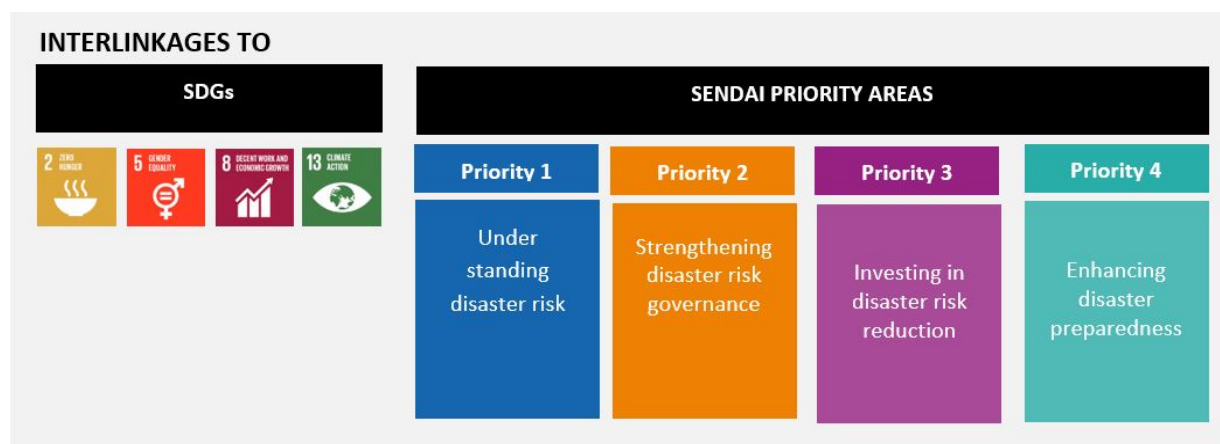 INTERLINKAGES TO
SDGs
SENDAI PRIORITY AREAS
2 ZERO
HUNGER
5 GENDER
EQUALITY
8 DECENT WORK AND
ECONOMIC GROWTH
13 CLIMATE
ACTION
Priority 1
Under
standing
disaster risk
Priority 2
Strengthening
disaster risk
governance
Priority 3
Investing in
disaster risk
reduction
Priority 4
Enhancing
disaster
preparedness